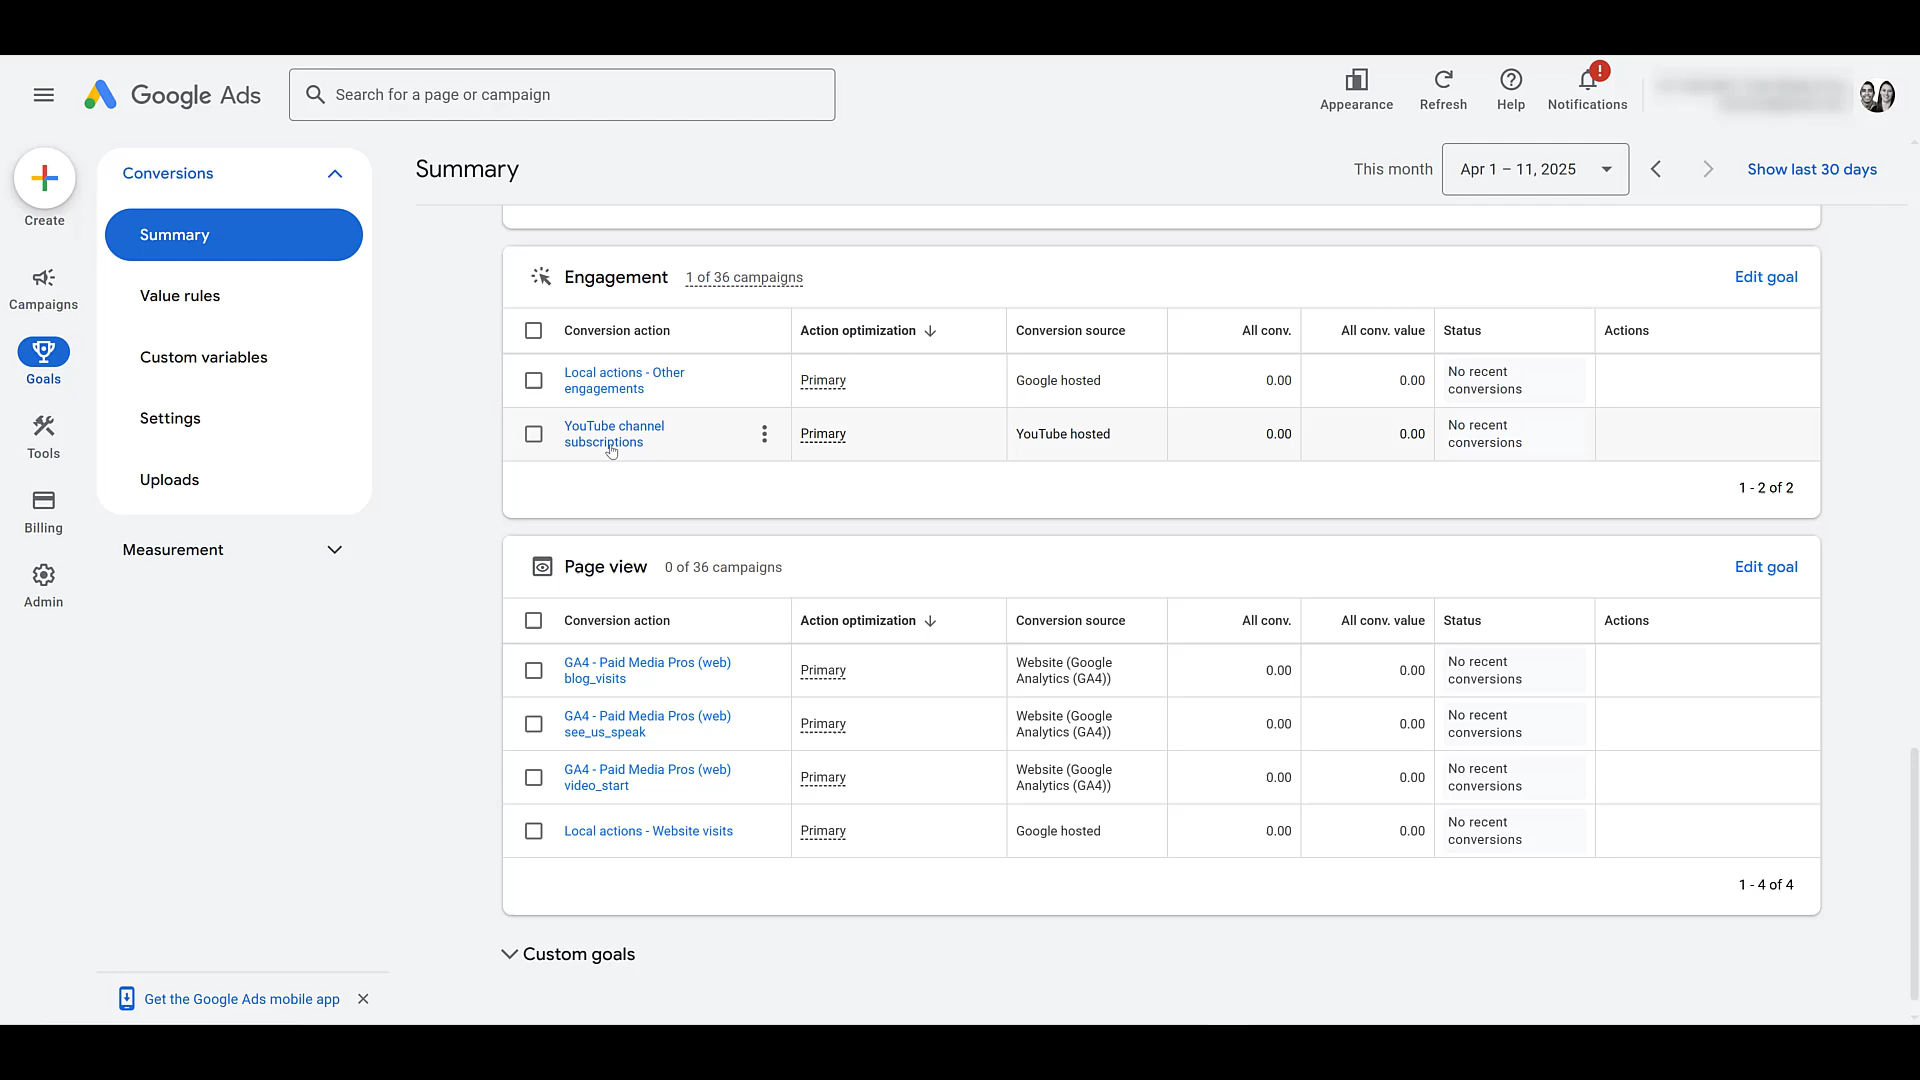 Google Ads
Search for a page or campaign
Appearance
Refresh
Help
!
Notifications
Create
Campaigns
Goals
Tools
Billing
Admin
Conversions
Summary
Value rules
Custom variables
Settings
Uploads
Measurement
Get the Google Ads mobile app
Summary
This month
Apr 1 – 11, 2025
Show last 30 days
Engagement 1 of 36 campaigns Edit goal
Conversion action Action optimization Conversion source All conv. All conv. value Status Actions
Local actions - Other
engagements
Primary Google hosted 0.00 0.00
No recent
conversions
YouTube channel
subscriptions
Primary YouTube hosted 0.00 0.00
No recent
conversions
1 - 2 of 2
Page view 0 of 36 campaigns Edit goal
Conversion action Action optimization Conversion source All conv. All conv. value Status Actions
GA4 - Paid Media Pros (web)
blog_visits
Primary
Website (Google
Analytics (GA4))
0.00 0.00
No recent
conversions
GA4 - Paid Media Pros (web)
see_us_speak
Primary
Website (Google
Analytics (GA4))
0.00 0.00
No recent
conversions
GA4 - Paid Media Pros (web)
video_start
Primary
Website (Google
Analytics (GA4))
0.00 0.00
No recent
conversions
Local actions - Website visits Primary Google hosted 0.00 0.00
No recent
conversions
1 - 4 of 4
Custom goals